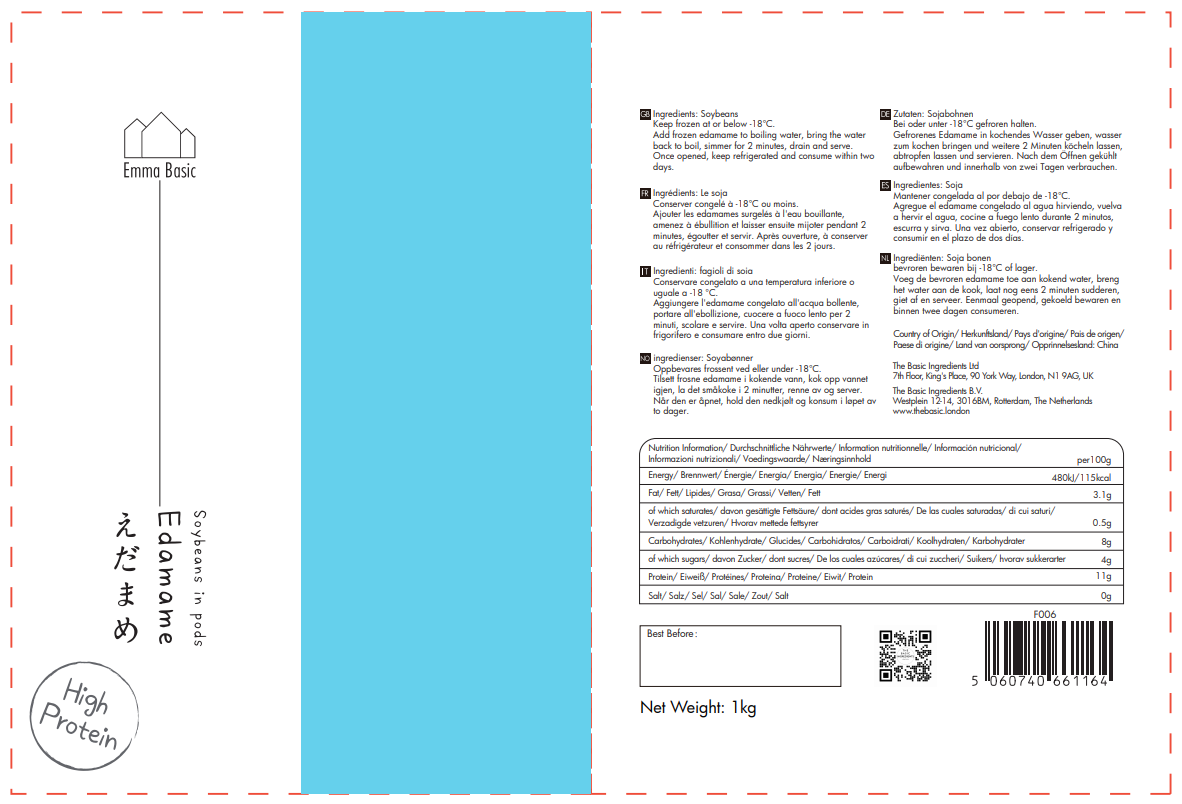 Emma Basic
Soybeans in pods
Edamame
えだまめ
High
Protein
GB Ingredients: Soybeans
Keep frozen at or below -18°C.
Add frozen edamame to boiling water, bring the water
back to boil, simmer for 2 minutes, drain and serve.
Once opened, keep refrigerated and consume within two
days.
FR Ingrédients: Le soja
Conserver congelé à -18°C ou moins.
Ajouter les edamames surgelés à l'eau bouillante,
amenez à ébullition et laisser ensuite mijoter pendant 2
minutes, égoutter et servir. Après ouverture, à conserver
au réfrigérateur et consommer dans les 2 jours.
IT Ingredienti: fagioli di soia
Conservare congelato a una temperatura inferiore o
uguale a -18 °C.
Aggiungere l'edamame congelato all'acqua bollente,
portare all'ebollizione, cuocere a fuoco lento per 2
minuti, scolare e servire. Una volta aperto conservare in
frigorifero e consumare entro due giorni.
NO ingredienser: Soyabønner
Oppbevares frossent ved eller under -18°C.
Tilsett frosne edamame i kokende vann, kok opp vannet
igjen, la det småkoke i 2 minutter, renne av og server.
Når den er åpnet, hold den nedkjølt og konsum i løpet av
to dager.
DE Zutaten: Sojabohnen
Bei oder unter -18°C gefroren halten.
Gefrorenes Edamame in kochendes Wasser geben, wasser
zum kochen bringen und weitere 2 Minuten köcheln lassen,
abtropfen lassen und servieren. Nach dem Öffnen gekühlt
aufbewahren und innerhalb von zwei Tagen verbrauchen.
ES Ingredientes: Soja
Mantener congelada al por debajo de -18°C.
Agregue el edamame congelado al agua hirviendo, vuelva
a hervir el agua, cocine a fuego lento durante 2 minutos,
escurra y sirva. Una vez abierto, conservar refrigerado y
consumir en el plazo de dos días.
NL Ingrediënten: Soja bonen
bevroren bewaren bij -18°C of lager.
Voeg de bevroren edamame toe aan kokend water, breng
het water aan de kook, laat nog eens 2 minuten sudderen,
giet af en serveer. Eenmaal geopend, gekoeld bewaren en
binnen twee dagen consumeren.
Country of Origin/ Herkunftsland/ Pays d'origine/ Pais de origen/
Paese di origine/ Land van oorsprong/ Opprinnelsesland: China
The Basic Ingredients Ltd
7th Floor, King's Place, 90 York Way, London, N1 9AG, UK
The Basic Ingredients B.V.
Westplein 12-14, 3016BM, Rotterdam, The Netherlands
www.thebasic.london
Nutrition Information/ Durchschnittliche Nährwerte/ Information nutritionnelle/ Información nutricional/
Informazioni nutrizionali/ Voedingswaarde/ Næringsinnhold per100g
Energy/ Brennwert/ Énergie/ Energía/ Energia/ Energie/ Energi 480kJ/115kcal
Fat/ Fett/ Lipides/ Grasa/ Grassi/ Vetten/ Fett 3.1g
of which saturates/ davon gesättigte Fettsäure/ dont acides gras saturés/ De las cuales saturadas/ di cui saturi/
Verzadigde vetzuren/ Hvorav mettede fettsyrer 0.5g
Carbohydrates/ Kohlenhydrate/ Glucides/ Carbohidratos/ Carboidrati/ Koolhydraten/ Karbohydrater 8g
of which sugars/ davon Zucker/ dont sucres/ De los cuales azúcares/ di cui zuccheri/ Suikers/ hvorav sukkerarter 4g
Protein/ Eiweiß/ Protéines/ Proteína/ Proteine/ Eiwit/ Protein 11g
Salt/ Salz/ Sel/ Sal/ Sale/ Zout/ Salt 0g
Best Before:
F006
5 060740 661164
Net Weight: 1kg